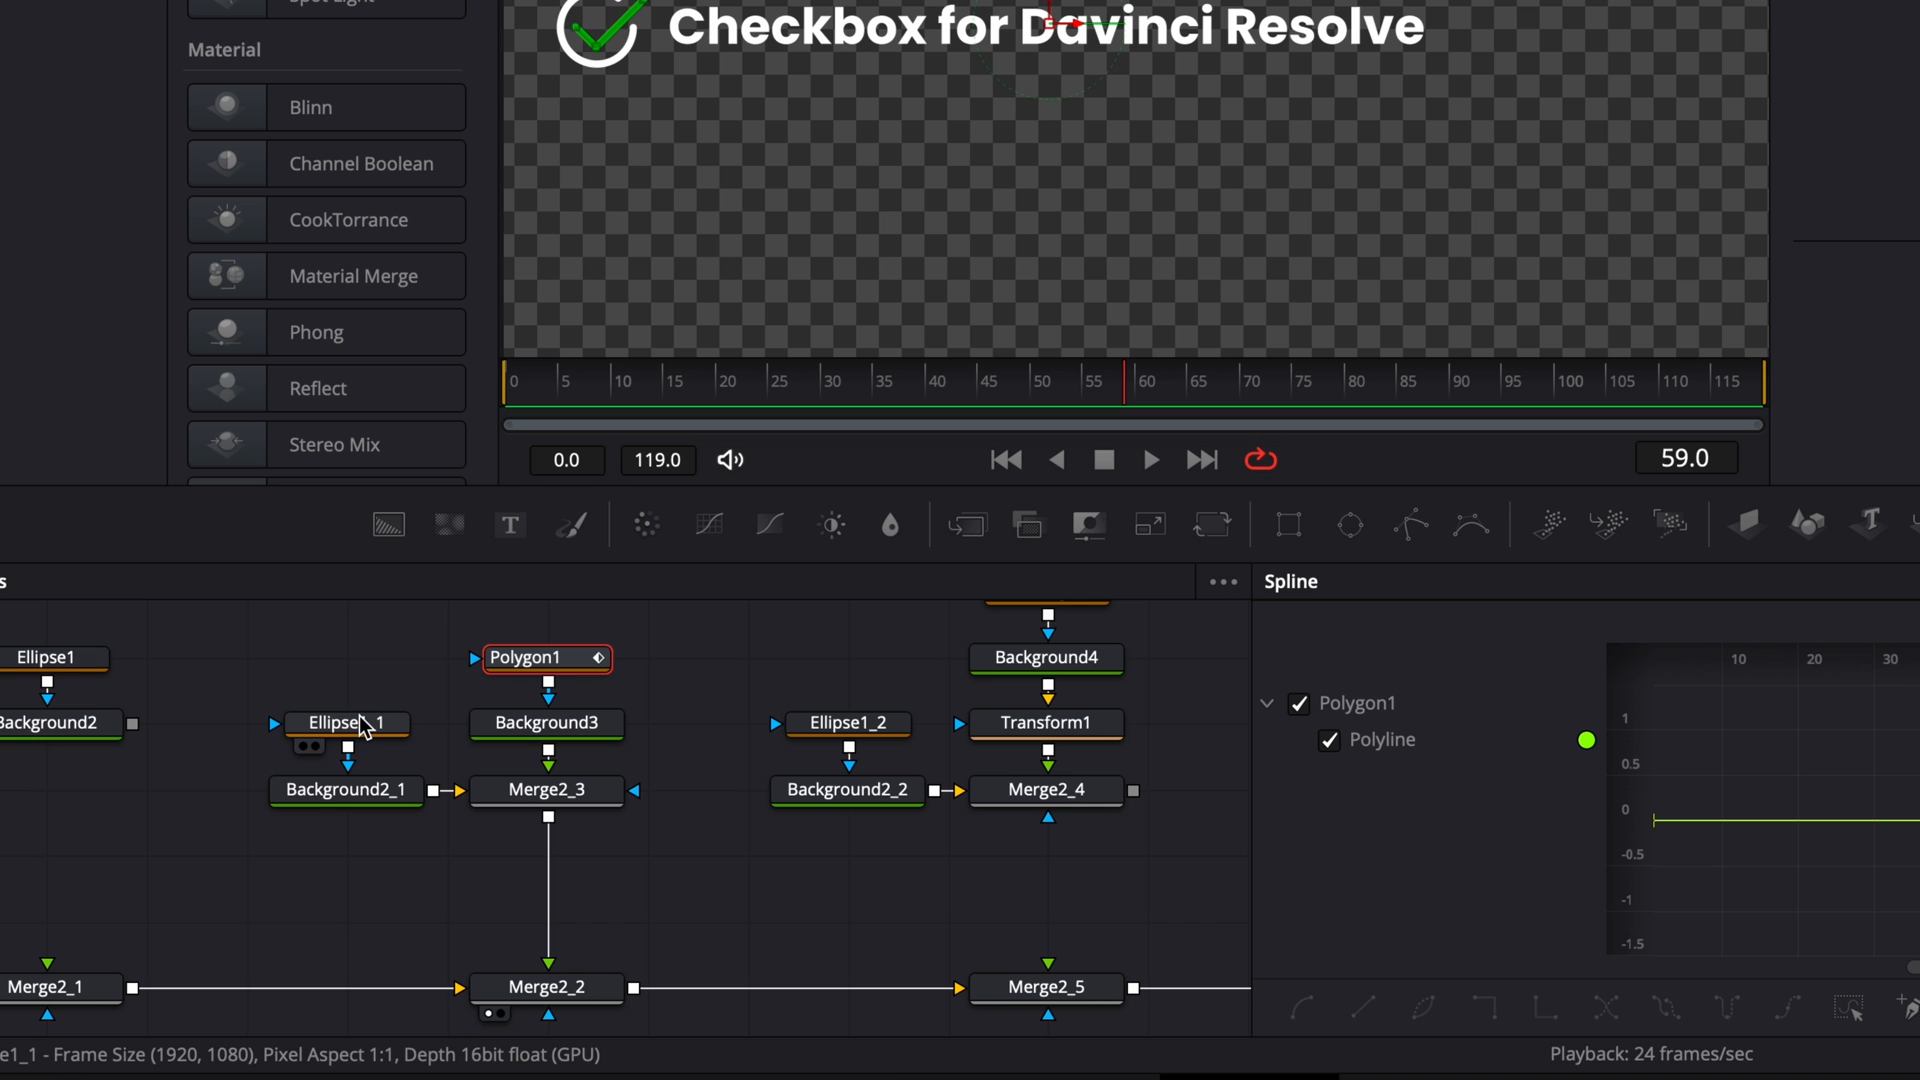 Spot Light
Material
Blinn
Channel Boolean
CookTorrance
Material Merge
Phong
Reflect
Stereo Mix
Checkbox for Davinci Resolve
0 5 10 15 20 25 30 35 40 45 50 55 60 65 70 75 80 85 90 95 100 105 110 115
0.0 119.0 59.0
T T
s
Spline
Ellipse1
Polygon1
Background4
Background2
Ellipse1_1
Background3
Ellipse1_2
Transform1
Background2_1
Merge2_3
Background2_2
Merge2_4
Merge2_1
Merge2_2
Merge2_5
10 20 30
Polygon1
Polyline
1
0.5
0
-0.5
-1
-1.5
e1_1 - Frame Size (1920, 1080), Pixel Aspect 1:1, Depth 16bit float (GPU)
Playback: 24 frames/sec